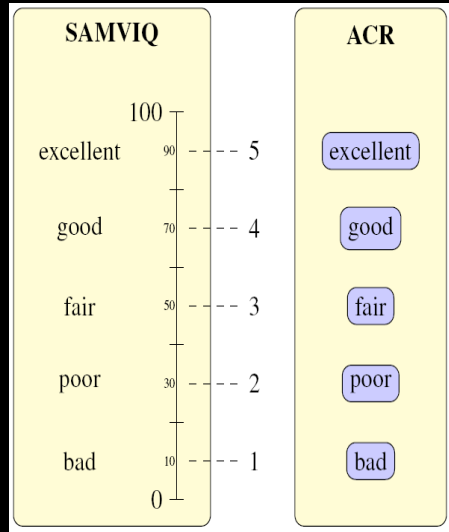 SAMVIQ ACR
100
excellent 90 5 excellent
good 70 4 good
fair 50 3 fair
poor 30 2 poor
bad 10 1 bad
0